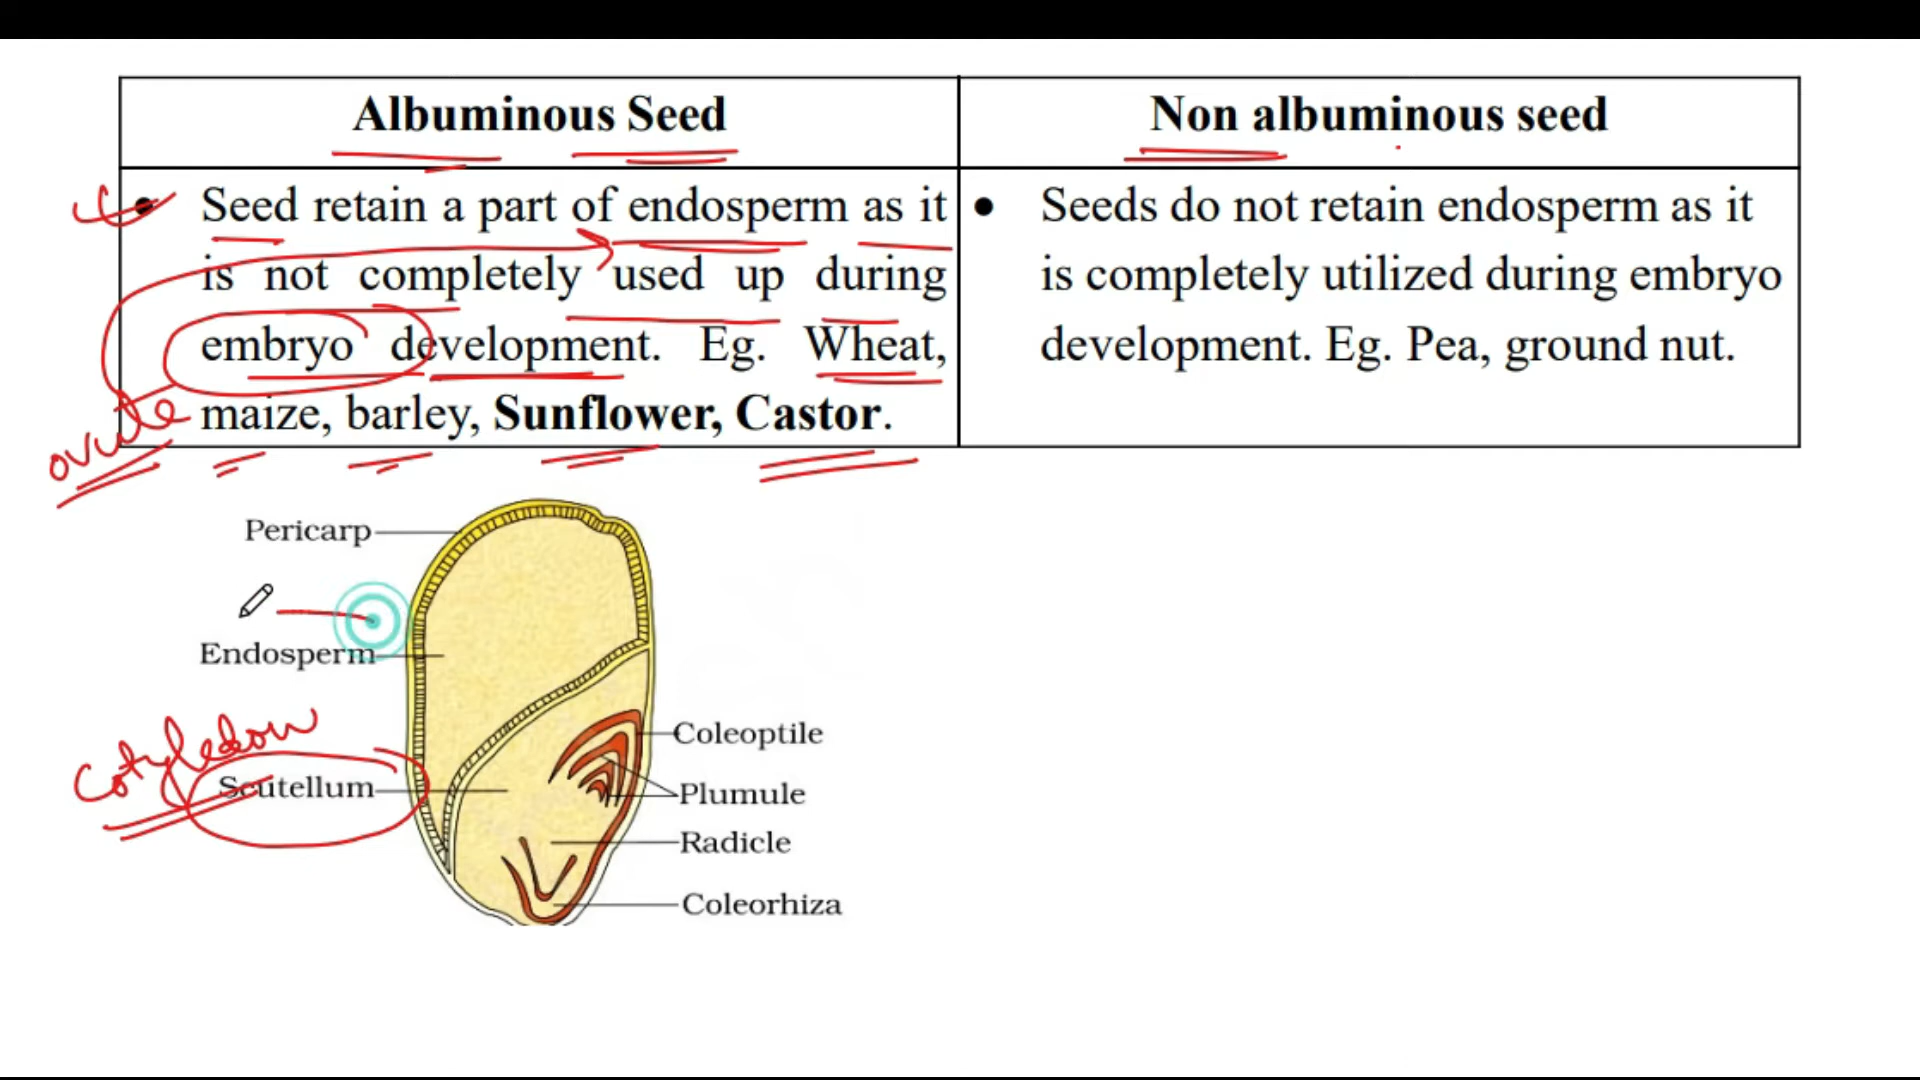 Albuminous Seed
Non albuminous seed
• Seed retain a part of endosperm as it
is not completely used up during
embryo development. Eg. Wheat,
maize, barley, Sunflower, Castor.
• Seeds do not retain endosperm as it
is completely utilized during embryo
development. Eg. Pea, ground nut.
ovule
Pericarp
Endosperm
Cotyledon
Scutellum
Coleoptile
Plumule
Radicle
Coleorhiza